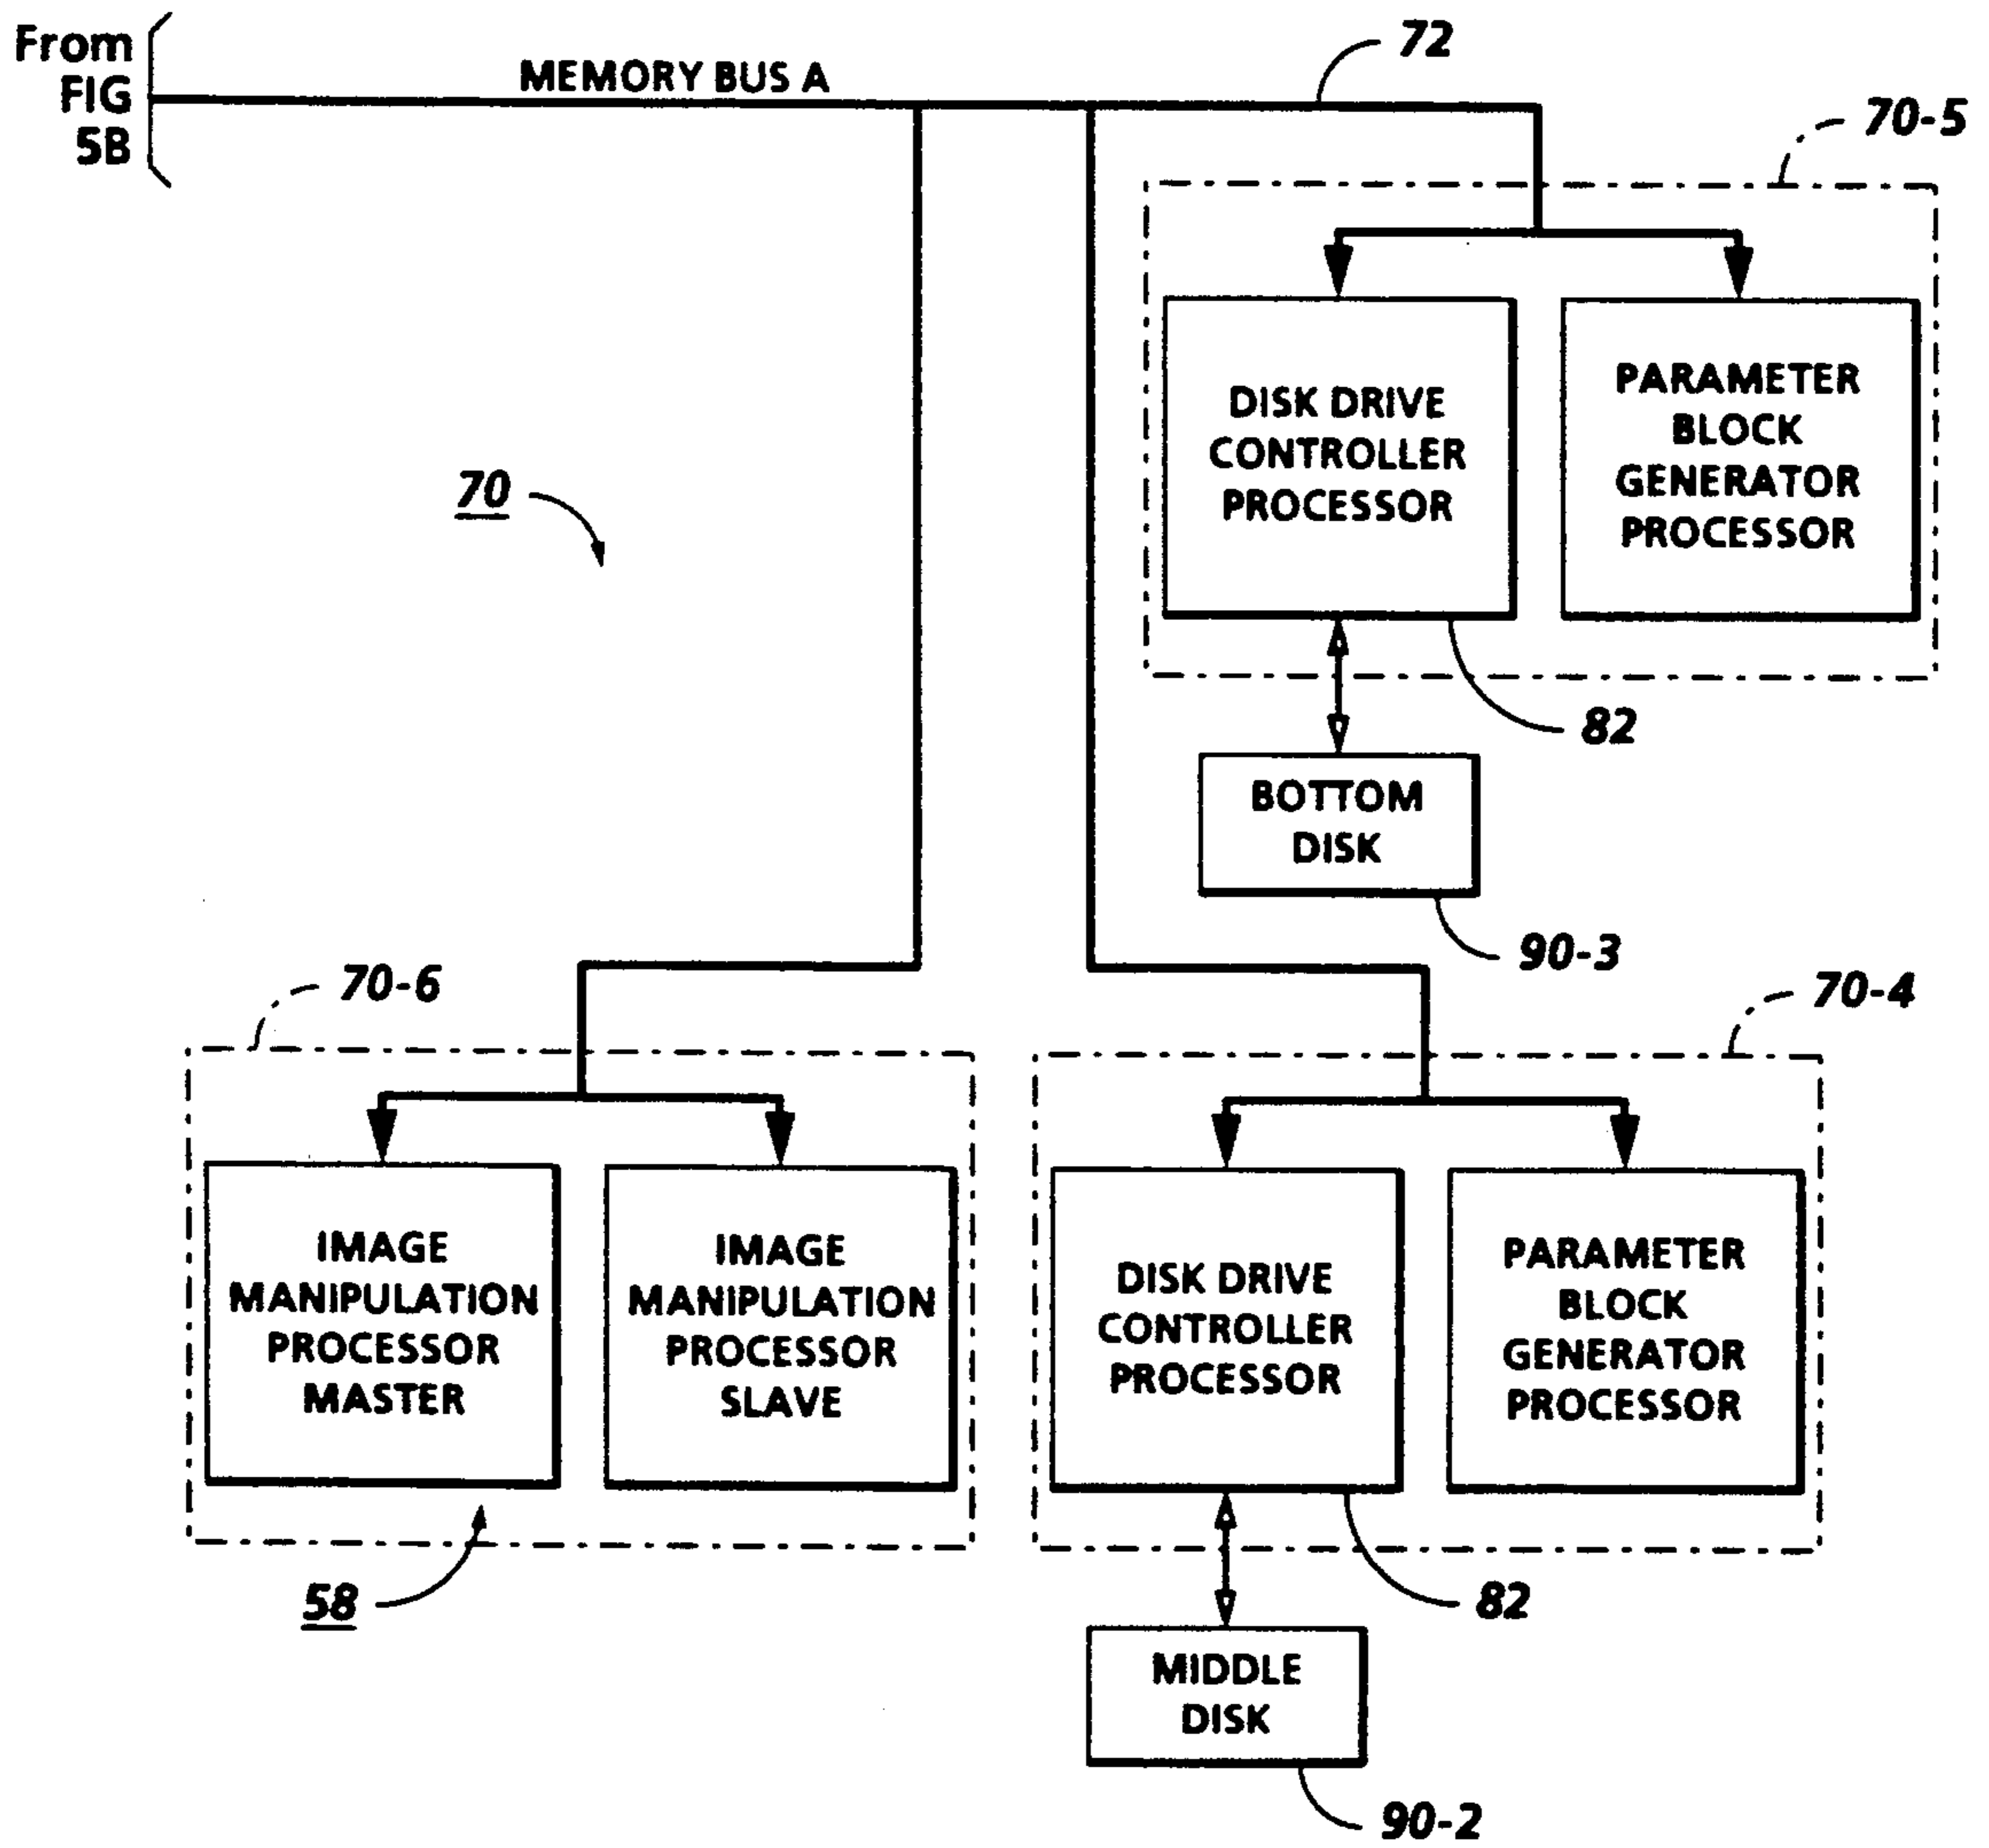 From
FIG
5B
MEMORY BUS A
72
70-5
DISK DRIVE
CONTROLLER
PROCESSOR
PARAMETER
BLOCK
GENERATOR
PROCESSOR
70
82
BOTTOM
DISK
90-3
70-6
70-4
IMAGE
MANIPULATION
PROCESSOR
MASTER
IMAGE
MANIPULATION
PROCESSOR
SLAVE
DISK DRIVE
CONTROLLER
PROCESSOR
PARAMETER
BLOCK
GENERATOR
PROCESSOR
58
82
MIDDLE
DISK
90-2